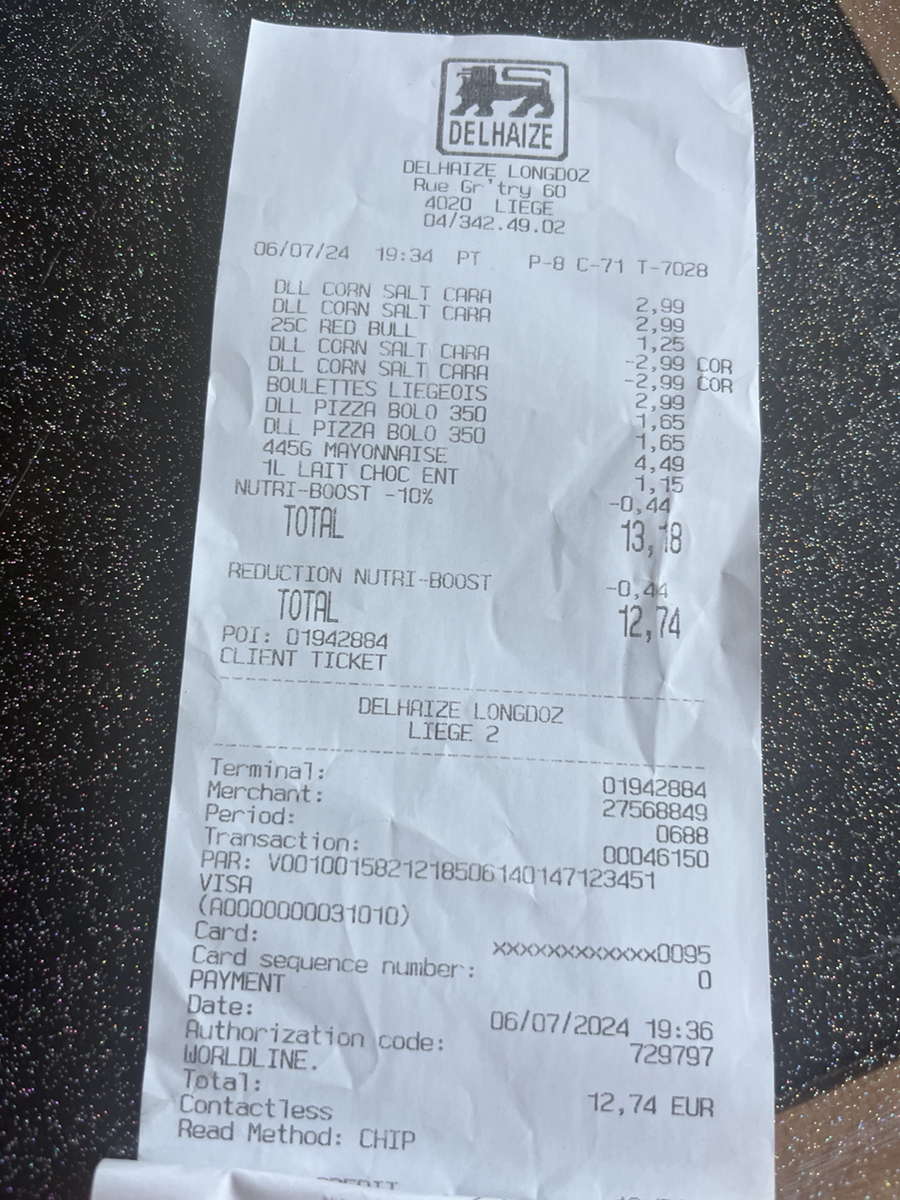 DELHAIZE
DELHAIZE LONGDOZ
Rue Gr'try 60
4020 LIEGE
04/342.49.02
06/07/24 19:34 PT P-8 C-71 T-7028
DLL CORN SALT CARA 2,99
DLL CORN SALT CARA 2,99
25C RED BULL 1,25
DLL CORN SALT CARA -2,99 COR
DLL CORN SALT CARA -2,99 COR
BOULETTES LIEGEOIS 2,99
DLL PIZZA BOLO 350 1,65
DLL PIZZA BOLO 350 1,65
445G MAYONNAISE 4,49
1L LAIT CHOC ENT 1,15
NUTRI-BOOST -10% -0,44
TOTAL 13,18
REDUCTION NUTRI-BOOST -0,44
TOTAL 12,74
POI: 01942884
CLIENT TICKET
DELHAIZE LONGDOZ
LIEGE 2
Terminal: 01942884
Merchant: 27568849
Period: 0688
Transaction: 00046150
PAR: V0010015821218506140147123451
VISA
(A0000000031010)
Card: xxxxxxxxxxxx0095
Card sequence number: 0
PAYMENT
Date: 06/07/2024 19:36
Authorization code: 729797
WORLDLINE.
Total: 12,74 EUR
Contactless
Read Method: CHIP